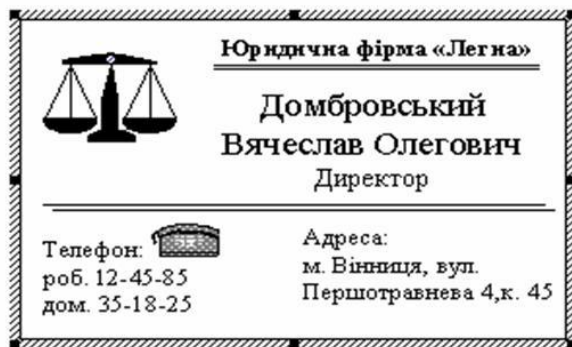 Юридична фірма «Легна»
Домбровський
Вячеслав Олегович
Директор
Телефон:
роб. 12-45-85
дом. 35-18-25
Адреса:
м. Вінниця, вул.
Першотравнева 4,к. 45